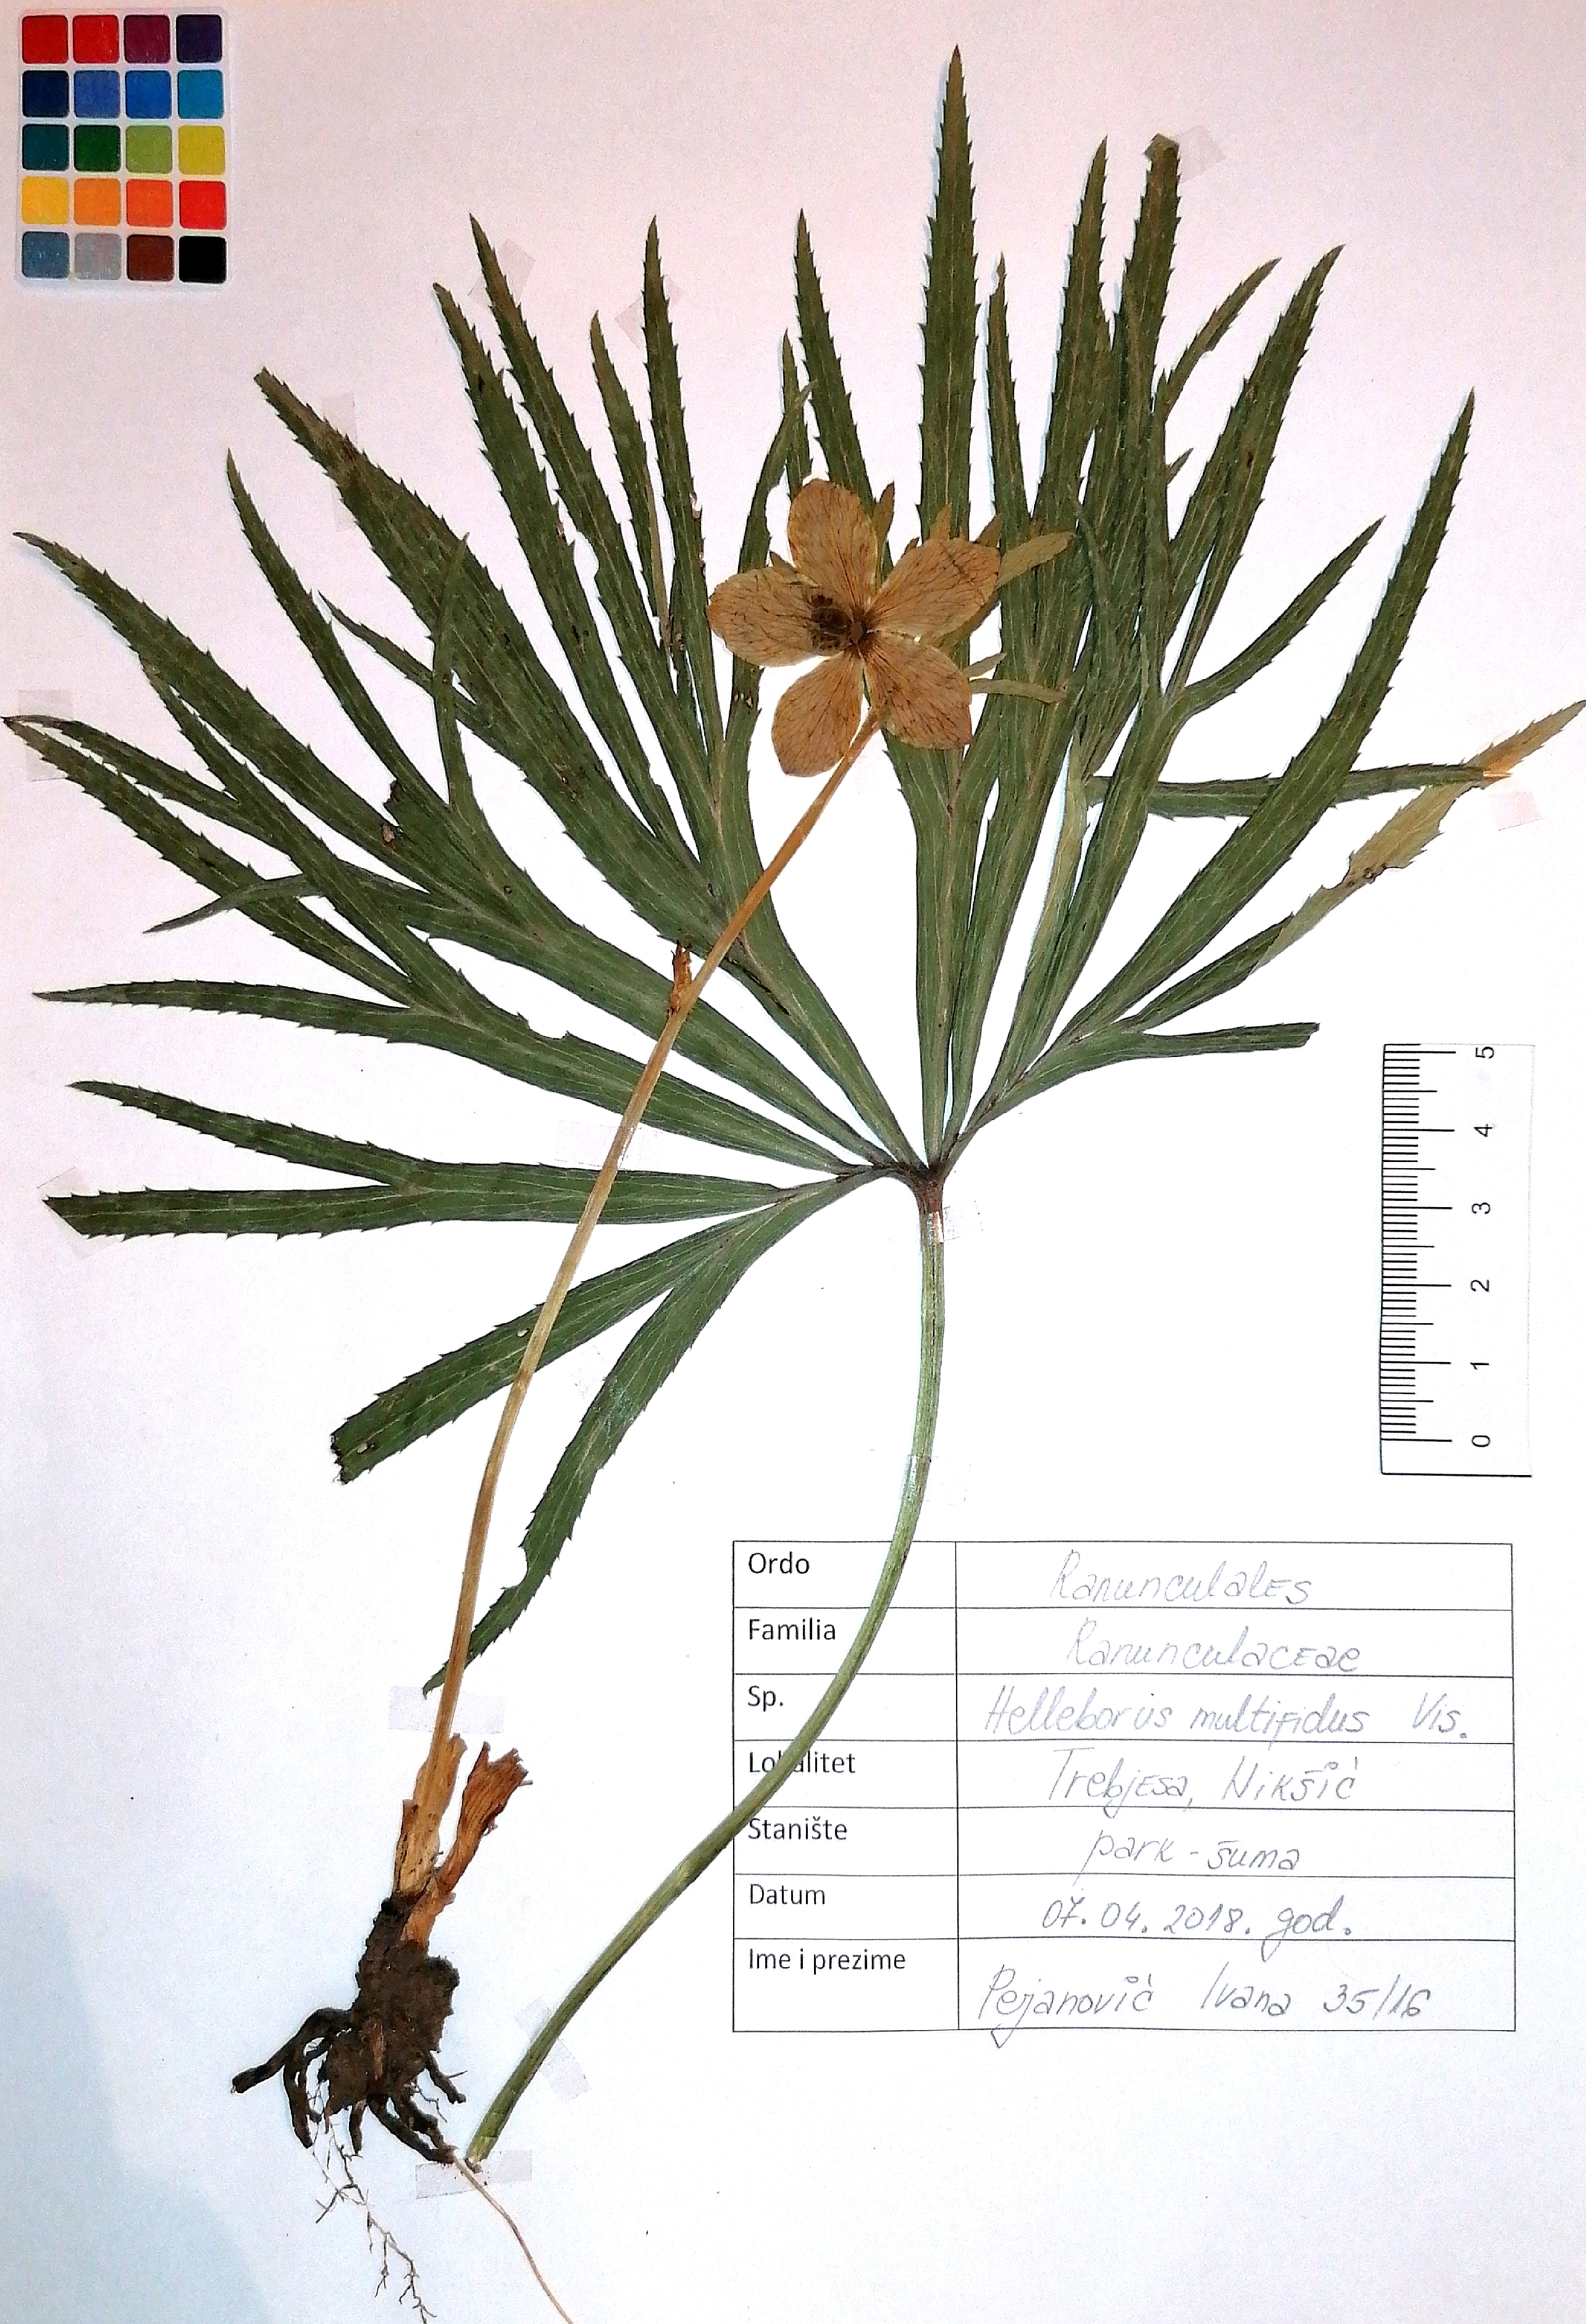 5
4
3
2
1
0
Ordo Ranunculales
Familia Ranunculaceae
Sp. Helleborus multifidus Vis.
Lokalitet Trebjesa, Nikšić
Stanište park - šuma
Datum 07.04.2018. god.
Ime i prezime Pejanović Ivana 35/16